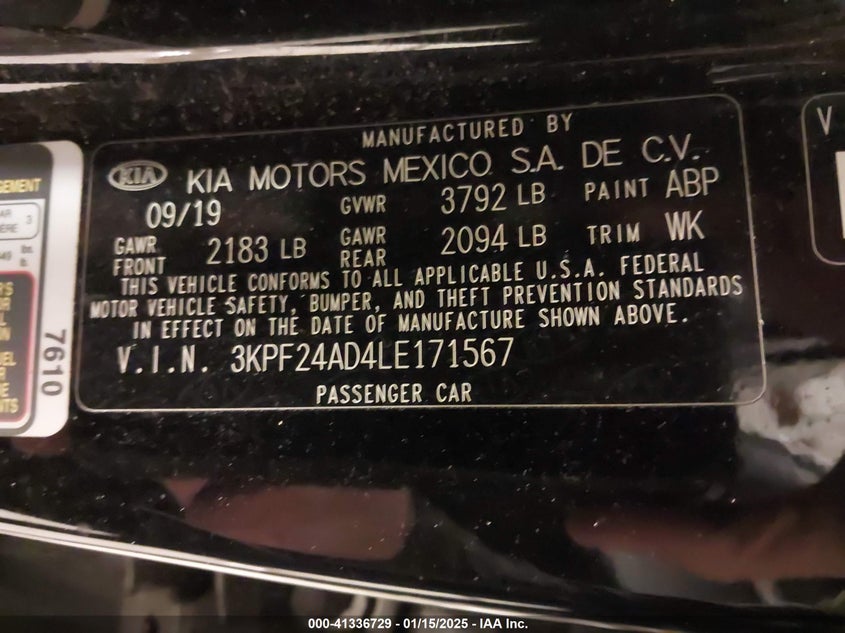 MANUFACTURED BY
KIA KIA MOTORS MEXICO S.A. DE C.V.
09/19 GVWR 3792 LB PAINT ABP
GAWR FRONT 2183 LB GAWR REAR 2094 LB TRIM WK
THIS VEHICLE CONFORMS TO ALL APPLICABLE U.S.A. FEDERAL
MOTOR VEHICLE SAFETY, BUMPER, AND THEFT PREVENTION STANDARDS
IN EFFECT ON THE DATE OF MANUFACTURE SHOWN ABOVE.
V.I.N. 3KPF24AD4LE171567
PASSENGER CAR
7610
V
000-41336729 - 01/15/2025 - IAA Inc.